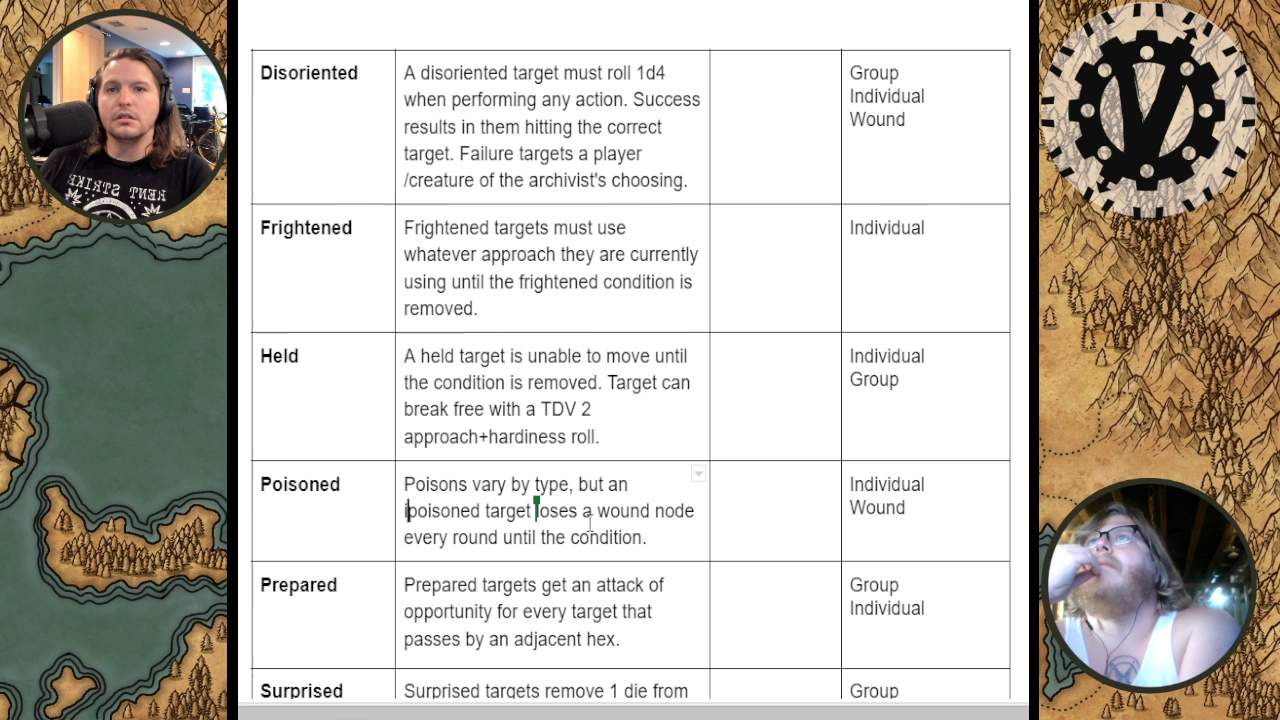 Disoriented
A disoriented target must roll 1d4
when performing any action. Success
results in them hitting the correct
target. Failure targets a player
/creature of the archivist's choosing.
Group
Individual
Wound
Frightened
Frightened targets must use
whatever approach they are currently
using until the frightened condition is
removed.
Individual
Held
A held target is unable to move until
the condition is removed. Target can
break free with a TDV 2
approach+hardiness roll.
Individual
Group
Poisoned
Poisons vary by type, but an
ipoisoned target loses a wound node
every round until the condition.
Individual
Wound
Prepared
Prepared targets get an attack of
opportunity for every target that
passes by an adjacent hex.
Group
Individual
Surprised
Surprised targets remove 1 die from
Group
RENT STRIKE
V